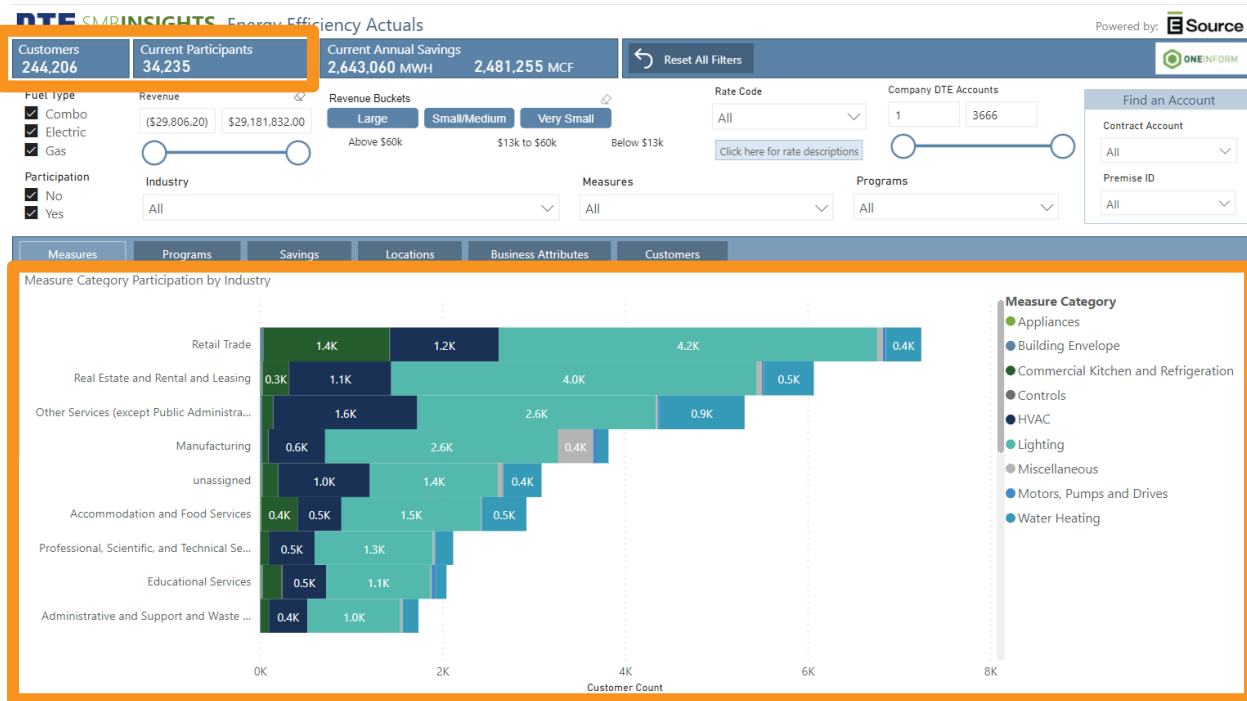 DTE SMBINSIGHTS Energy Efficiency Actuals
Powered by: E Source
Customers
244,206
Current Participants
34,235
Current Annual Savings
2,643,060 MWH 2,481,255 MCF
Reset All Filters
ONEINFORM
Fuel Type
Combo
Electric
Gas
Participation
No
Yes
Revenue
($29,806.20) $29,181,832.00
Revenue Buckets
Large Small/Medium Very Small
Above $60k $13k to $60k Below $13k
Rate Code
All
Click here for rate descriptions
Company DTE Accounts
1 3666
Find an Account
Contract Account
All
Premise ID
All
Industry
All
Measures
All
Programs
All
Measures Programs Savings Locations Business Attributes Customers
Measure Category Participation by Industry
Retail Trade 1.4K 1.2K 4.2K 0.4K
Real Estate and Rental and Leasing 0.3K 1.1K 4.0K 0.5K
Other Services (except Public Administra... 1.6K 2.6K 0.9K
Manufacturing 0.6K 2.6K 0.4K
unassigned 1.0K 1.4K 0.4K
Accommodation and Food Services 0.4K 0.5K 1.5K 0.5K
Professional, Scientific, and Technical Se... 0.5K 1.3K
Educational Services 0.5K 1.1K
Administrative and Support and Waste ... 0.4K 1.0K
0K 2K 4K 6K 8K
Customer Count
Measure Category
Appliances
Building Envelope
Commercial Kitchen and Refrigeration
Controls
HVAC
Lighting
Miscellaneous
Motors, Pumps and Drives
Water Heating